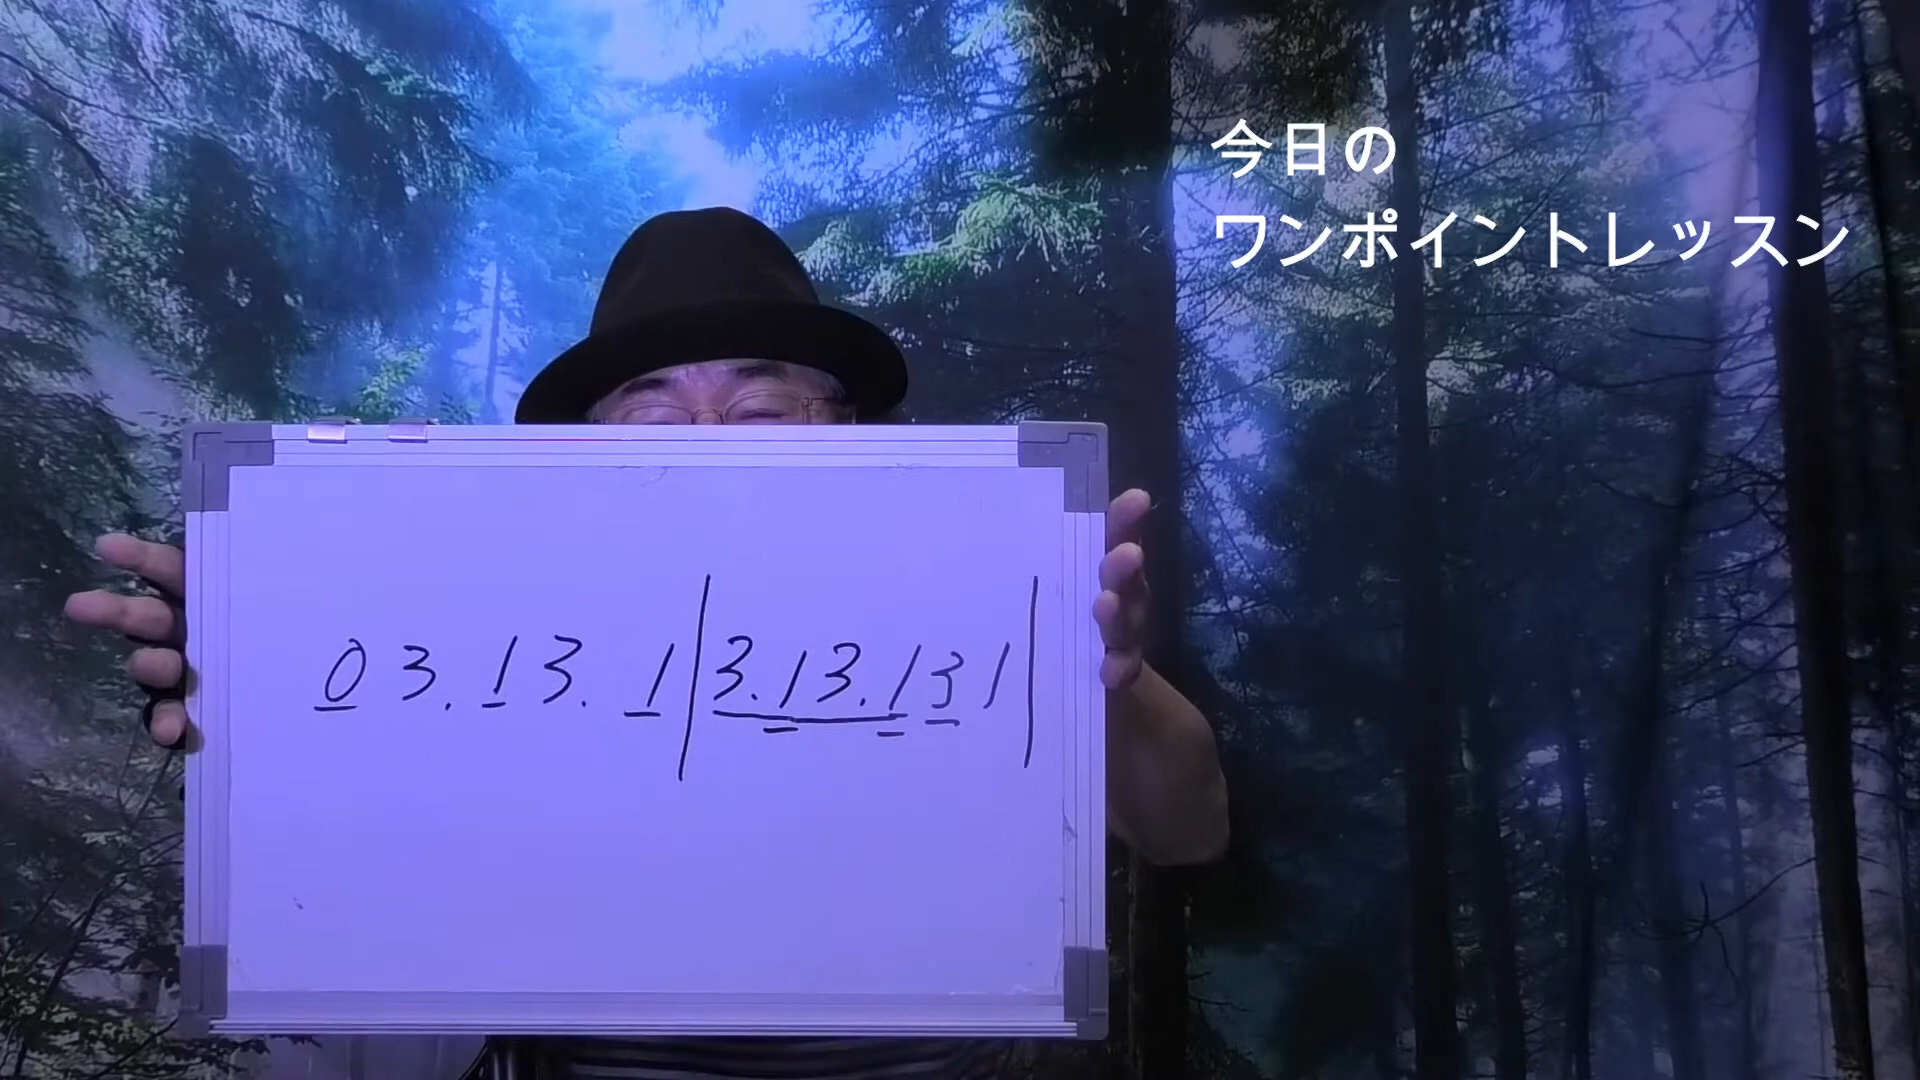 今日の
ワンポイントレッスン
0 3. 1 3. 1 | 3. 1 3. 1 3 1 |